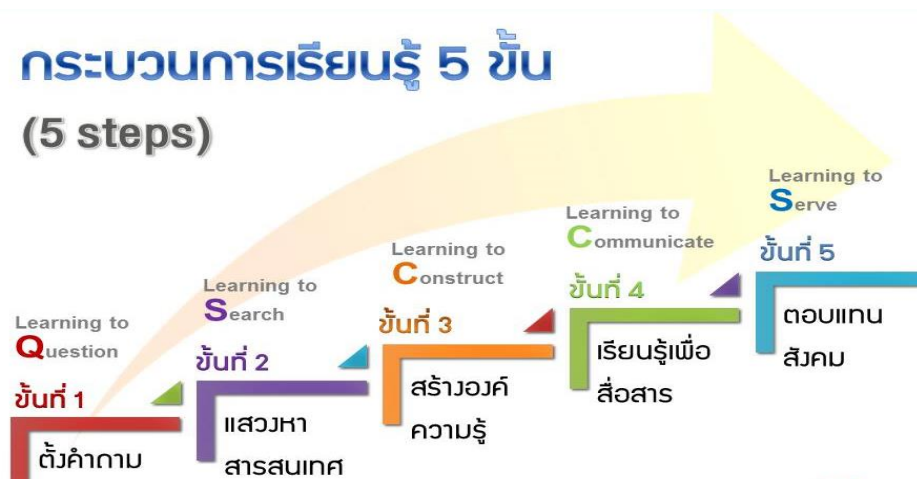 กระบวนการเรียนรู้ 5 ขั้น
(5 steps)
Learning to
Question
ขั้นที่ 1
ตั้งคำถาม
Learning to
Search
ขั้นที่ 2
แสวงหา
สารสนเทศ
Learning to
Construct
ขั้นที่ 3
สร้างองค์
ความรู้
Learning to
Communicate
ขั้นที่ 4
เรียนรู้เพื่อ
สื่อสาร
Learning to
Serve
ขั้นที่ 5
ตอบแทน
สังคม